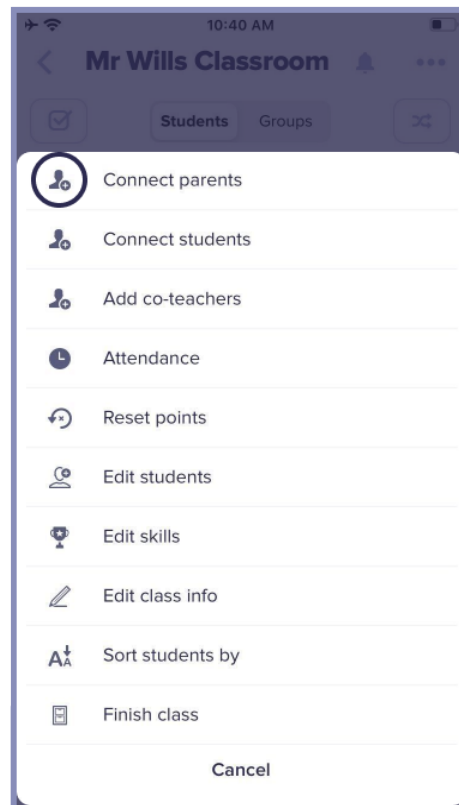 10:40 AM
Mr Wills Classroom
Students Groups
Connect parents
Connect students
Add co-teachers
Attendance
Reset points
Edit students
Edit skills
Edit class info
Sort students by
Finish class
Cancel